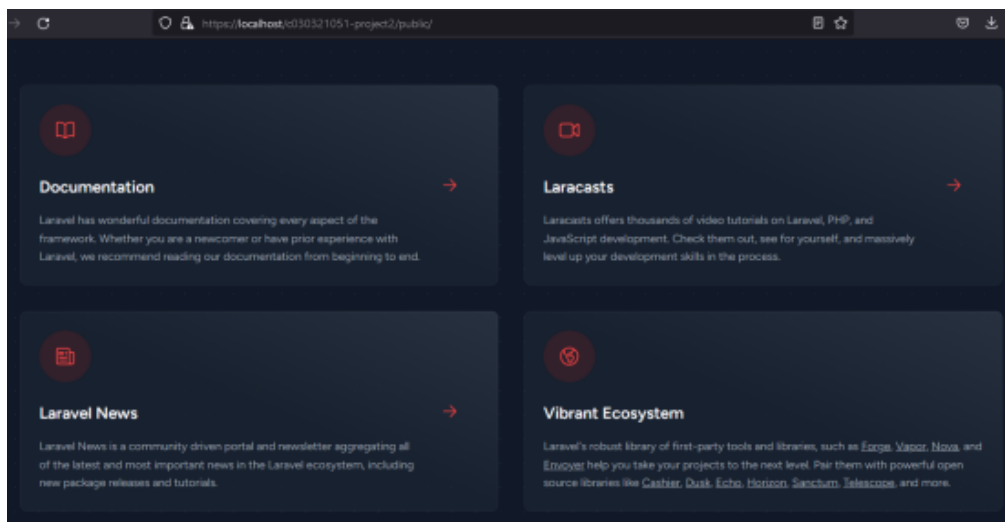 https://localhost/c030321051-project2/public/
Documentation
Laravel has wonderful documentation covering every aspect of the
framework. Whether you are a newcomer or have prior experience with
Laravel, we recommend reading our documentation from beginning to end.
Laracasts
Laracasts offers thousands of video tutorials on Laravel, PHP, and
JavaScript development. Check them out, see for yourself, and massively
level up your development skills in the process.
Laravel News
Laravel News is a community driven portal and newsletter aggregating all
of the latest and most important news in the Laravel ecosystem, including
new package releases and tutorials.
Vibrant Ecosystem
Laravel's robust library of first-party tools and libraries, such as Forge, Vapor, Nova, and
Envoyer help you take your projects to the next level. Pair them with powerful open
source libraries like Cashier, Dusk, Echo, Horizon, Sanctum, Telescope, and more.